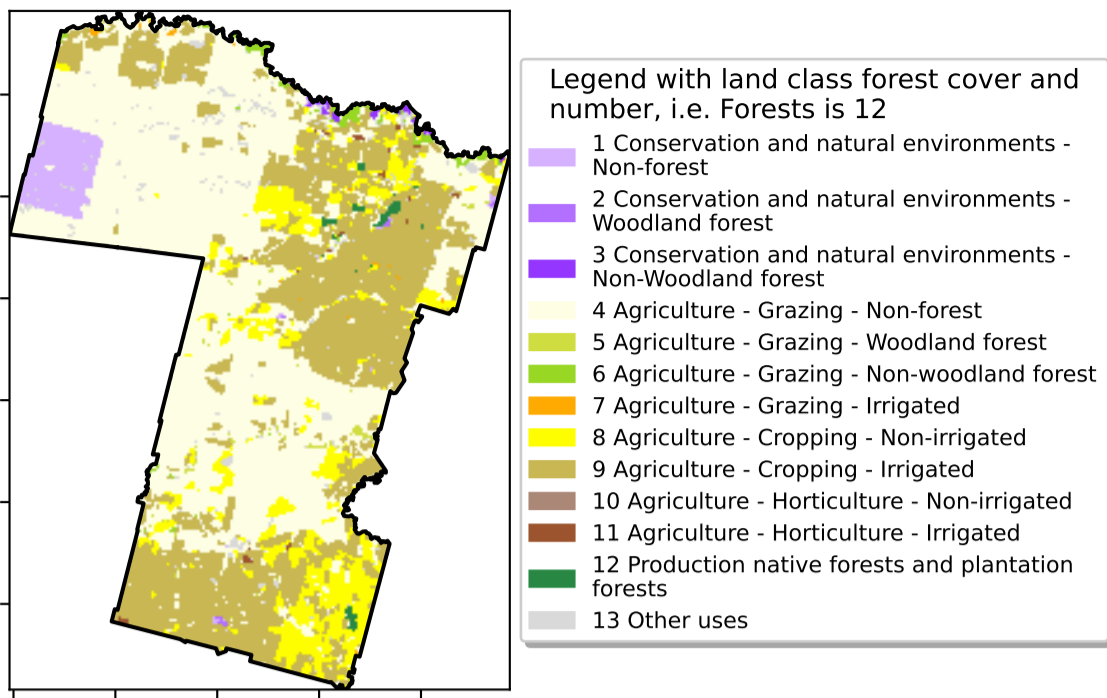 Legend with land class forest cover and
number, i.e. Forests is 12
1 Conservation and natural environments -
Non-forest
2 Conservation and natural environments -
Woodland forest
3 Conservation and natural environments -
Non-Woodland forest
4 Agriculture - Grazing - Non-forest
5 Agriculture - Grazing - Woodland forest
6 Agriculture - Grazing - Non-woodland forest
7 Agriculture - Grazing - Irrigated
8 Agriculture - Cropping - Non-irrigated
9 Agriculture - Cropping - Irrigated
10 Agriculture - Horticulture - Non-irrigated
11 Agriculture - Horticulture - Irrigated
12 Production native forests and plantation
forests
13 Other uses